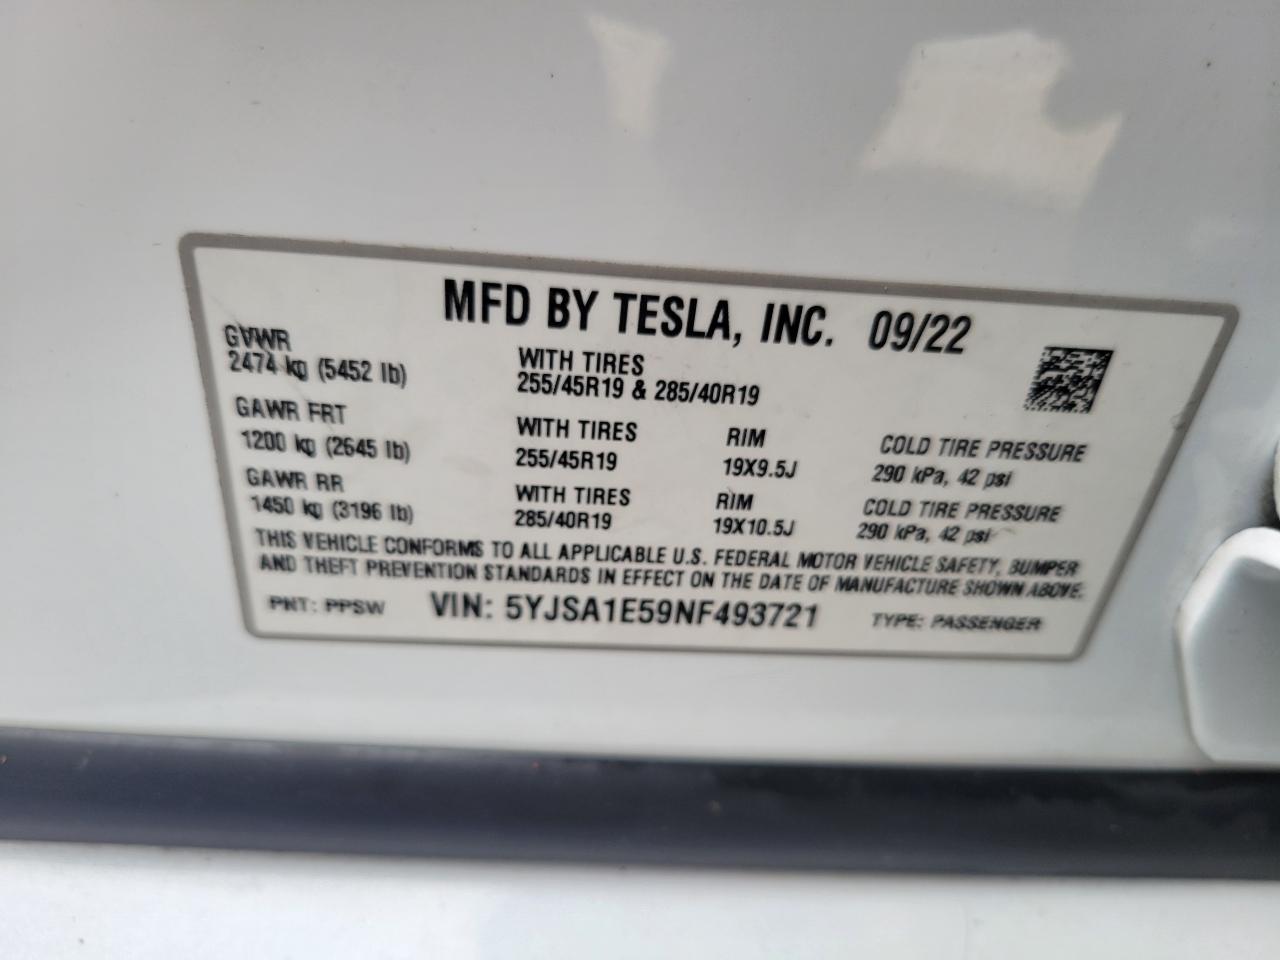 MFD BY TESLA, INC. 09/22
GVWR
2474 kg (5452 lb)
WITH TIRES
255/45R19 & 285/40R19
GAWR FRT
1200 kg (2645 lb)
WITH TIRES
255/45R19
RIM
19X9.5J
COLD TIRE PRESSURE
290 kPa, 42 psi
GAWR RR
1450 kg (3196 lb)
WITH TIRES
285/40R19
RIM
19X10.5J
COLD TIRE PRESSURE
290 kPa, 42 psi
THIS VEHICLE CONFORMS TO ALL APPLICABLE U.S. FEDERAL MOTOR VEHICLE SAFETY, BUMPER
AND THEFT PREVENTION STANDARDS IN EFFECT ON THE DATE OF MANUFACTURE SHOWN ABOVE.
PNT: PPSW VIN: 5YJSA1E59NF493721 TYPE: PASSENGER